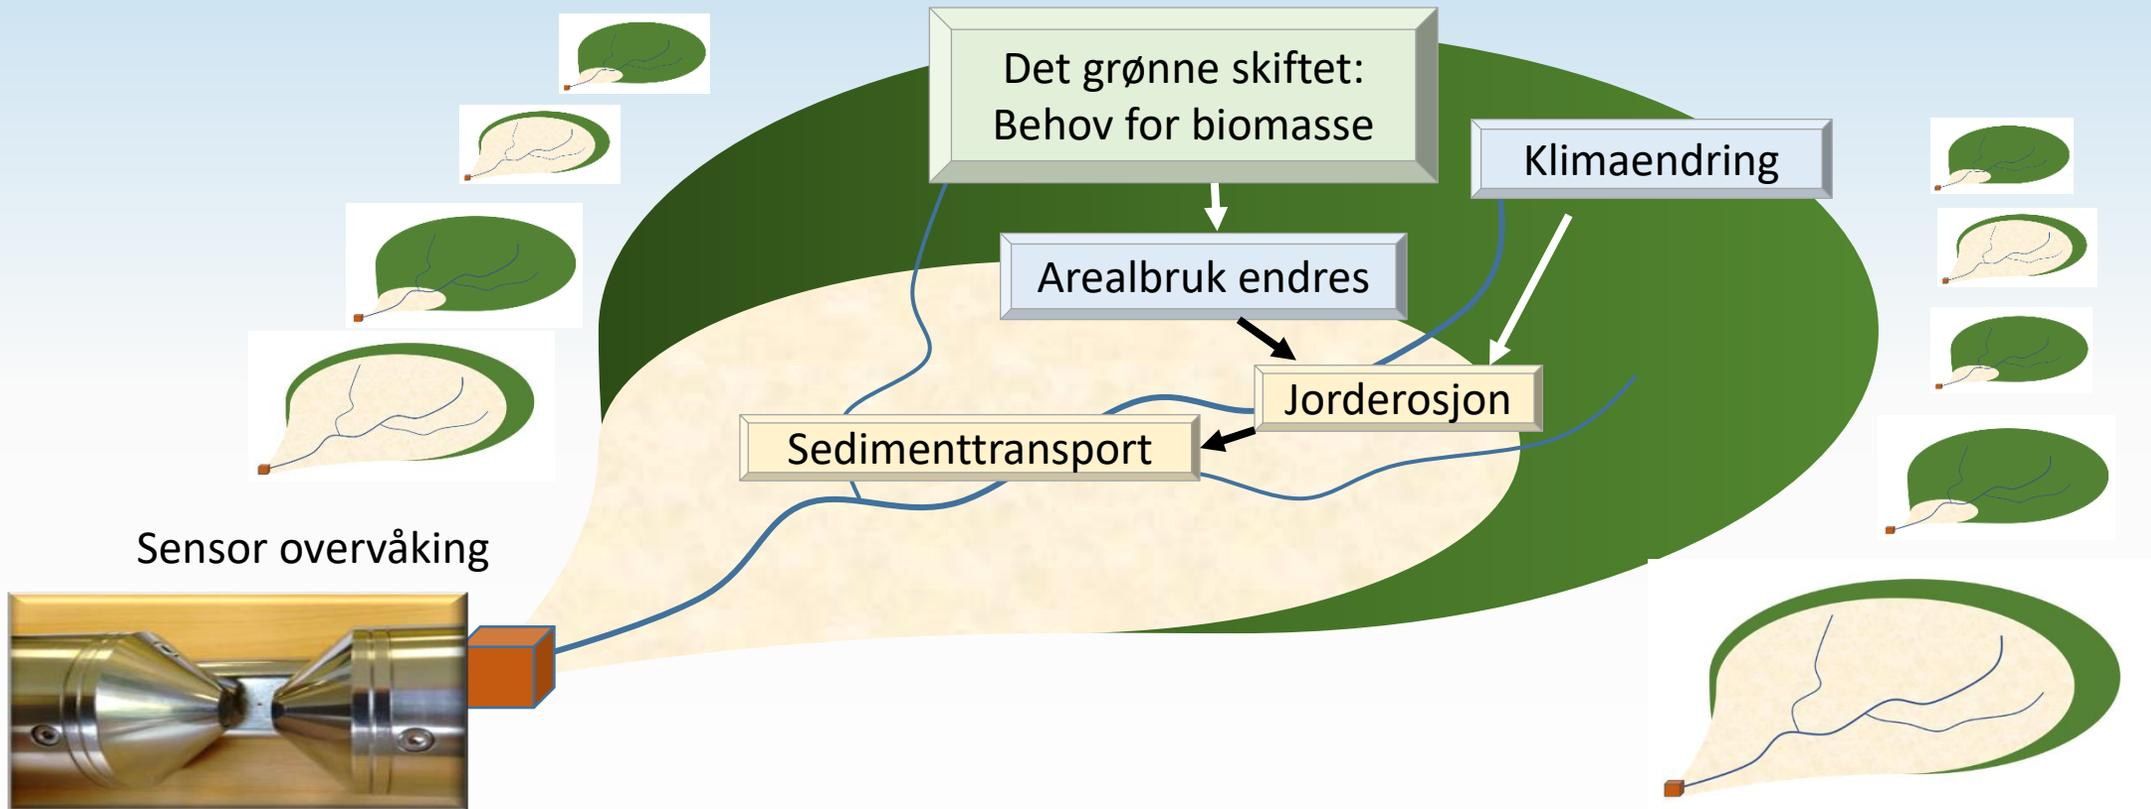 Det grønne skiftet:
Behov for biomasse
Klimaendring
Arealbruk endres
Jorderosjon
Sedimenttransport
Sensor overvåking